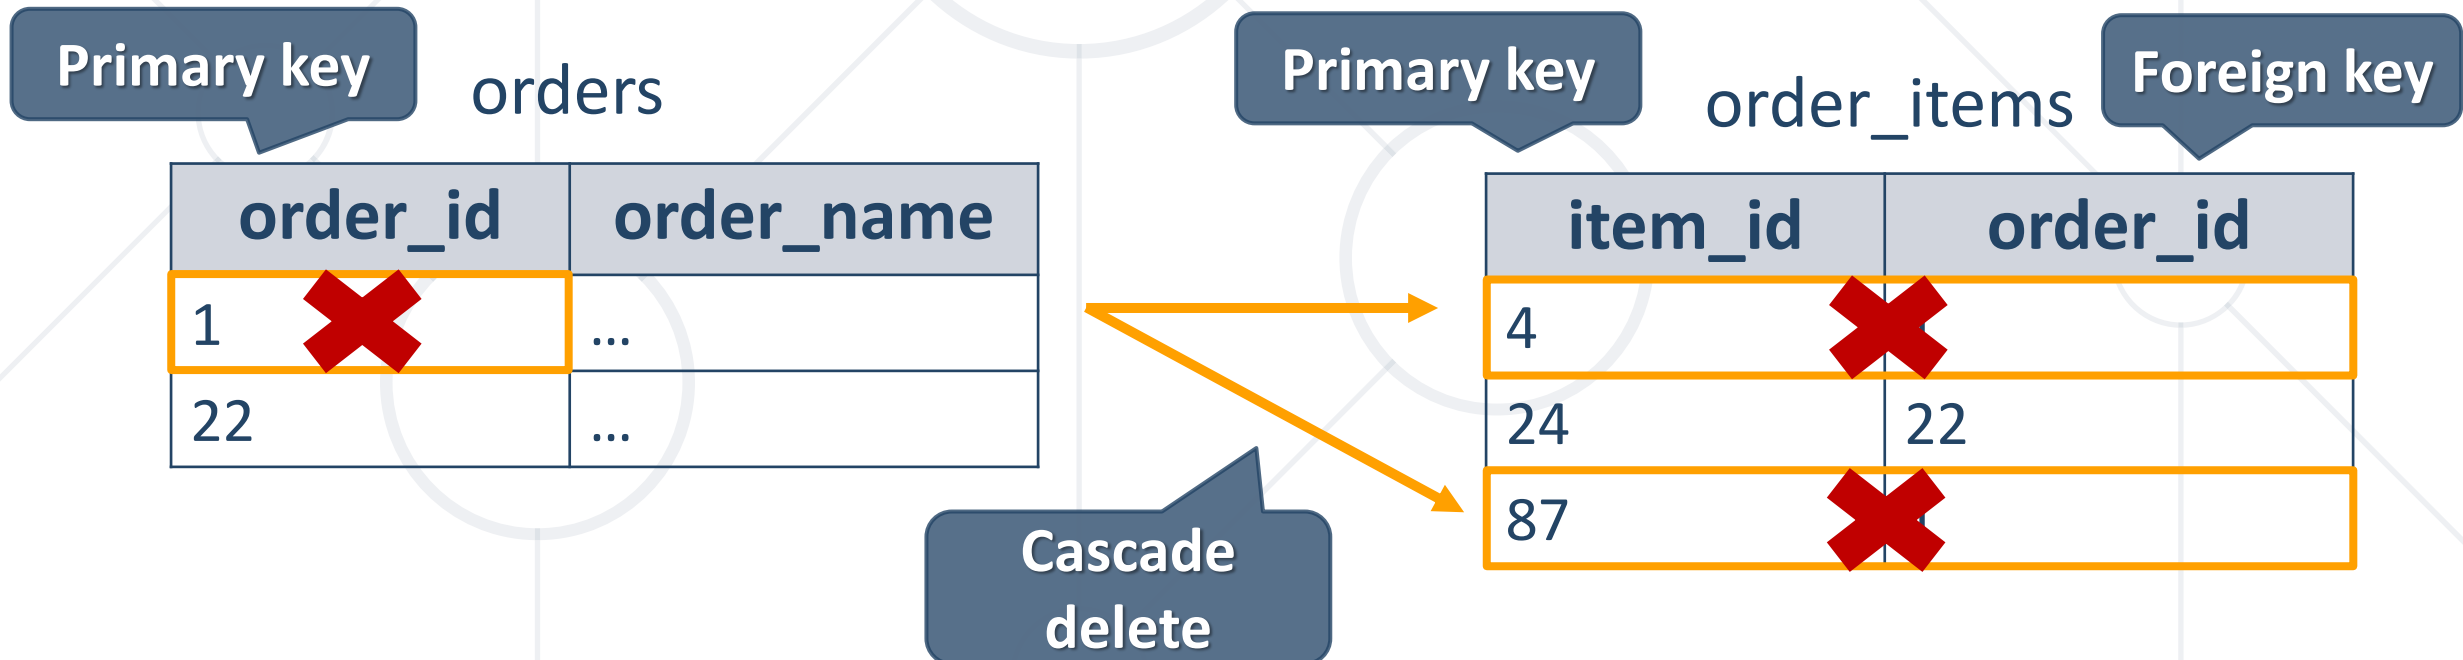 Primary key
orders
order_id order_name
1 ...
22 ...
Primary key
order_items
Foreign key
item_id order_id
4
24 22
87
Cascade
delete